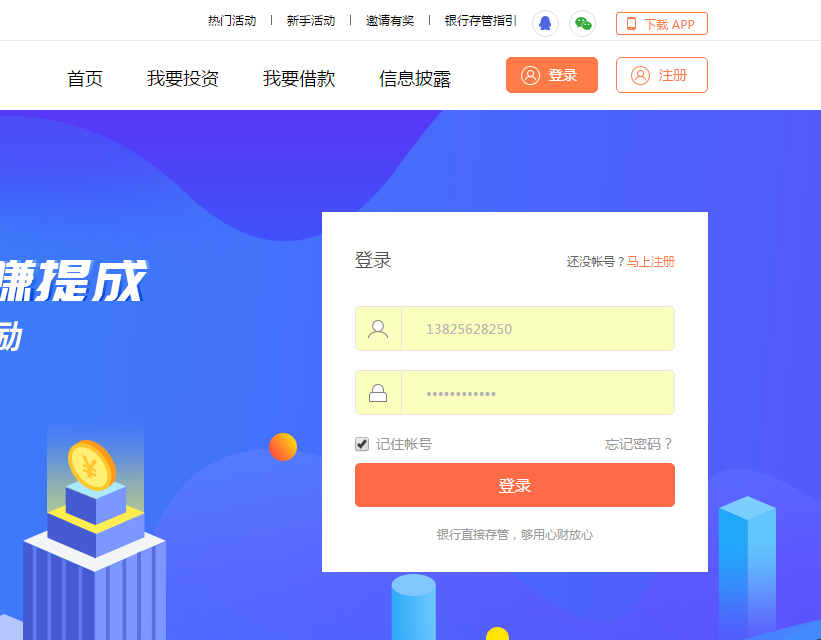 热门活动 | 新手活动 | 邀请有奖 | 银行存管指引 下载 APP
首页 我要投资 我要借款 信息披露 登录 注册
赚提成
励
登录 还没帐号？马上注册
13825628250
••••••••••••
记住帐号 忘记密码？
登录
银行直接存管，够用心财放心
¥